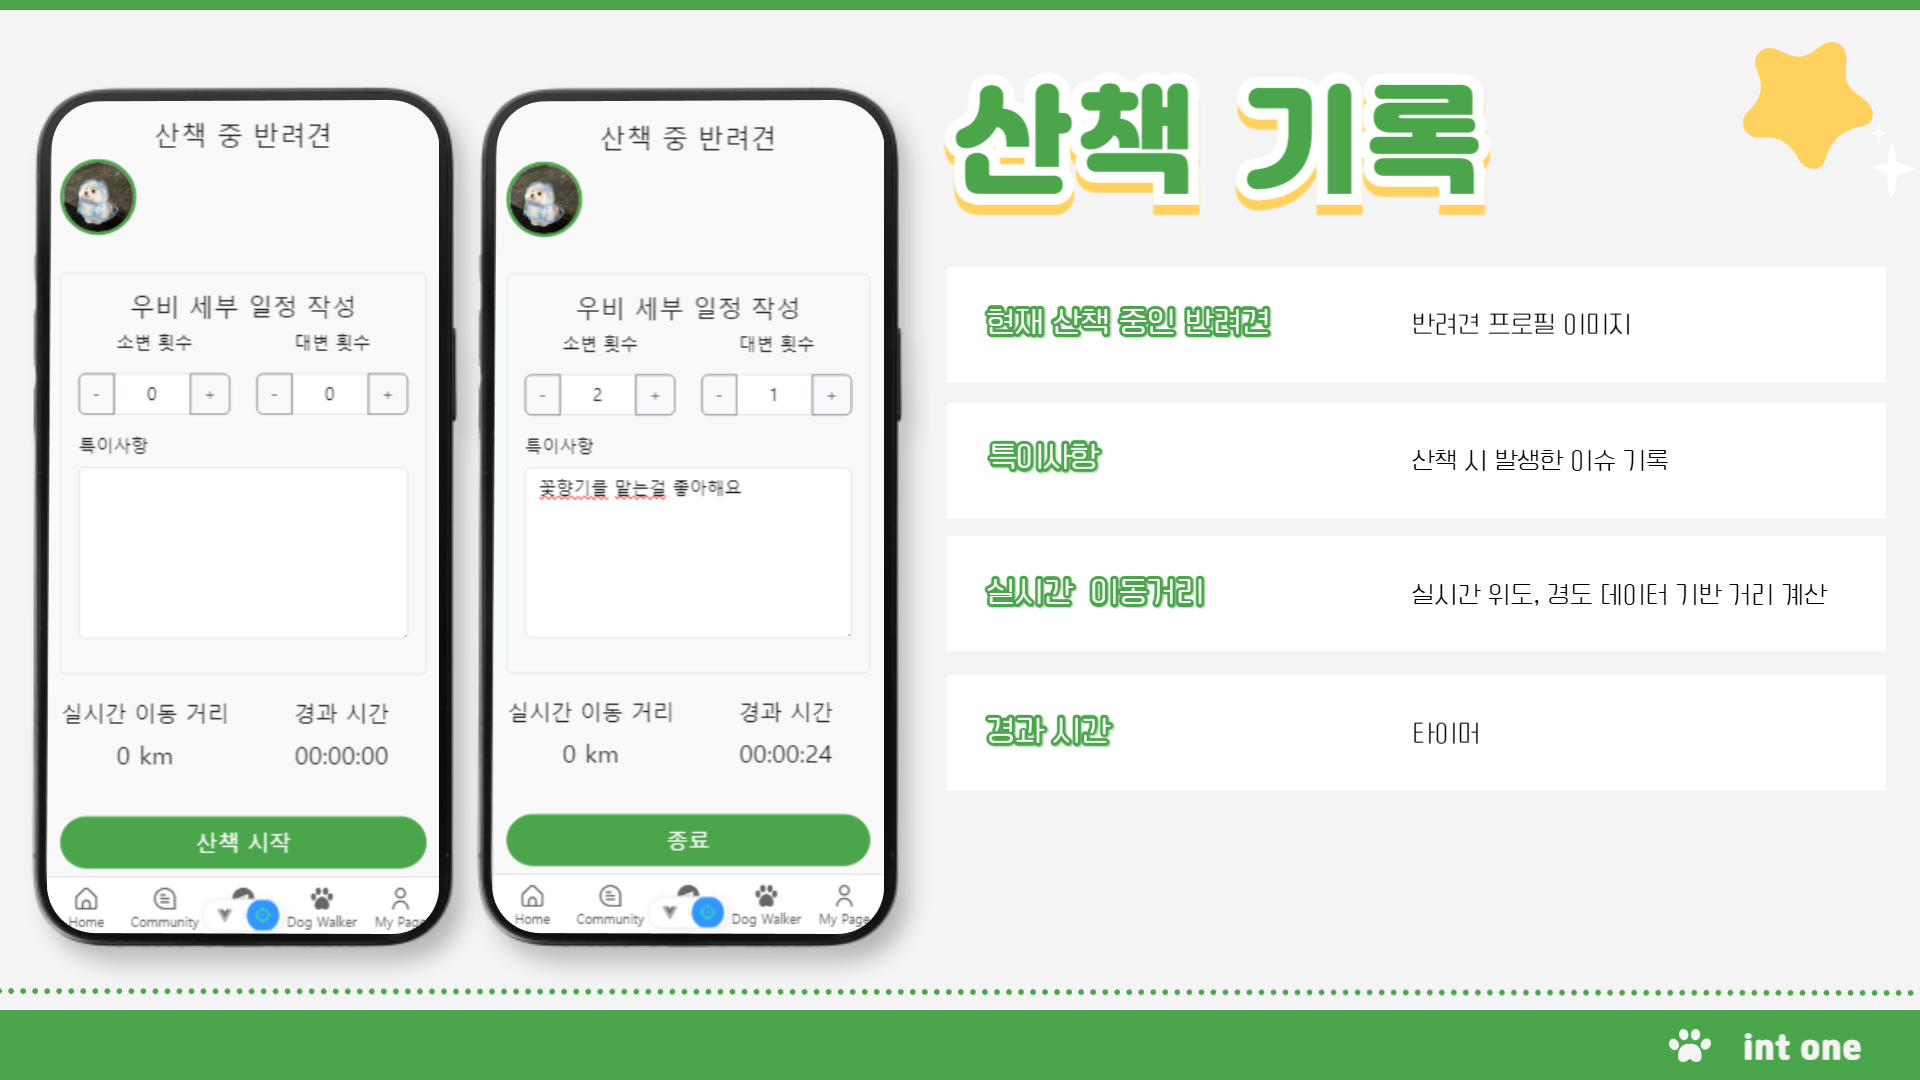 산책 중 반려견
우비 세부 일정 작성
소변 횟수 대변 횟수
- 0 + - 0 +
특이사항
실시간 이동 거리 경과 시간
0 km 00:00:00
산책 시작
Home Community Dog Walker My Pag
산책 중 반려견
우비 세부 일정 작성
소변 횟수 대변 횟수
- 2 + - 1 +
특이사항
꽃향기를 맡는걸 좋아해요
실시간 이동 거리 경과 시간
0 km 00:00:24
종료
Home Community Dog Walker My Page
산책 기록
현재 산책 중인 반려견 반려견 프로필 이미지
특이사항 산책 시 발생한 이슈 기록
실시간 이동거리 실시간 위도, 경도 데이터 기반 거리 계산
경과 시간 타이머
int one